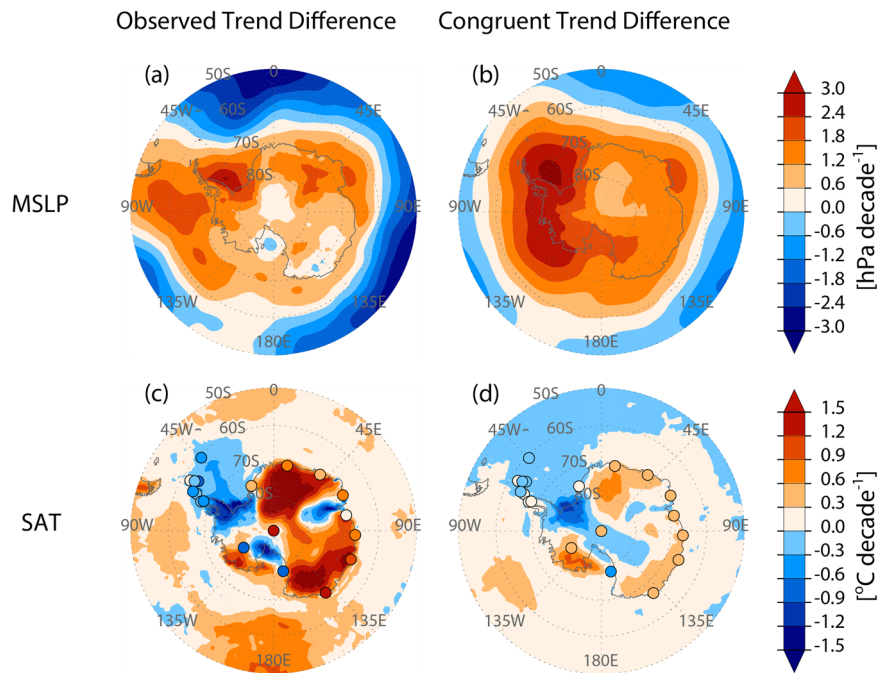 Observed Trend Difference
Congruent Trend Difference
MSLP
(a)
0
50S
60S
70S
80S
45W
45E
90W
90E
135W
135E
180E
(b)
0
50S
60S
70S
80S
45W
45E
90W
90E
135W
135E
180E
3.0
2.4
1.8
1.2
0.6
0.0
-0.6
-1.2
-1.8
-2.4
-3.0
[hPa decade⁻¹]
SAT
(c)
0
50S
60S
70S
80S
45W
45E
90W
90E
135W
135E
180E
(d)
0
50S
60S
70S
80S
45W
45E
90W
90E
135W
135E
180E
1.5
1.2
0.9
0.6
0.3
0.0
-0.3
-0.6
-0.9
-1.2
-1.5
[°C decade⁻¹]